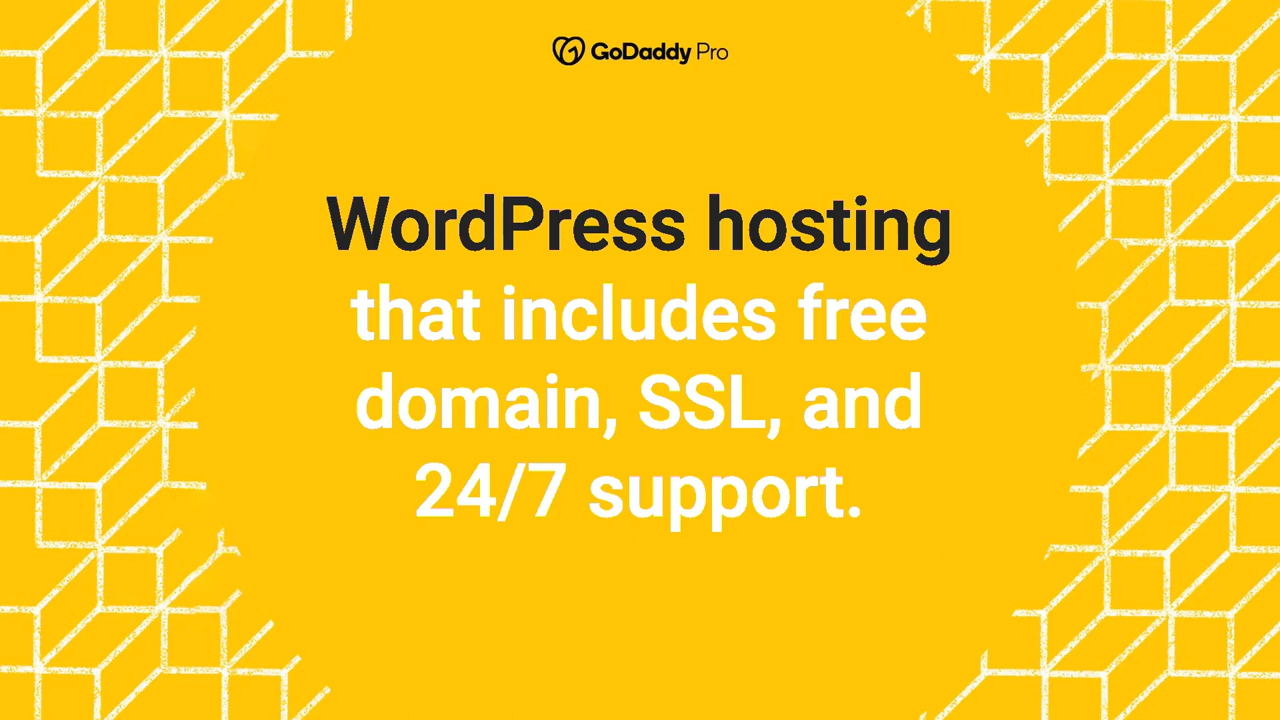 GoDaddy Pro
WordPress hosting
that includes free
domain, SSL, and
24/7 support.